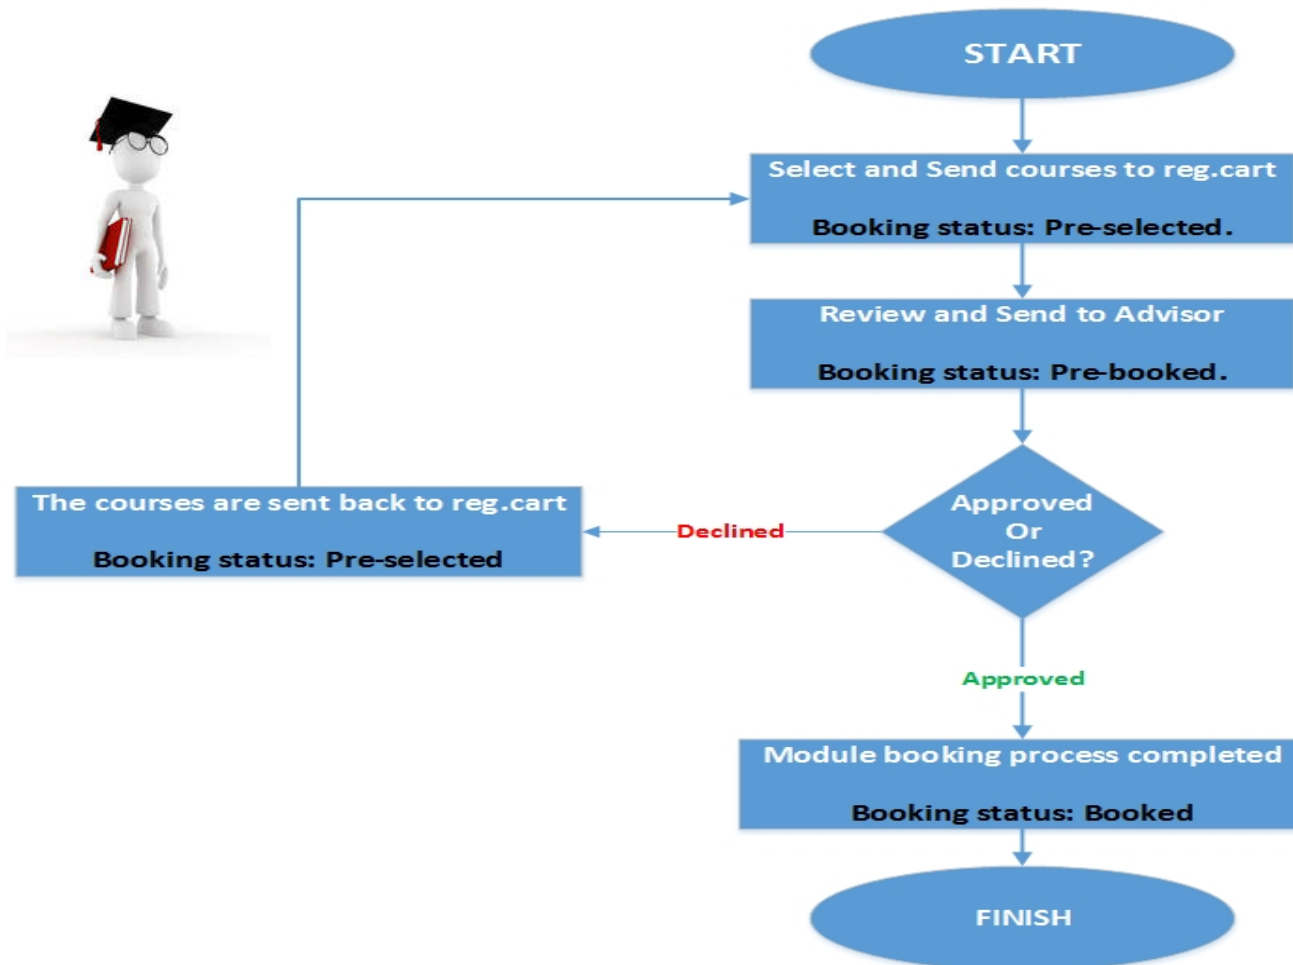 START
Select and Send courses to reg.cart
Booking status: Pre-selected.
Review and Send to Advisor
Booking status: Pre-booked.
Approved
Or
Declined?
Declined
The courses are sent back to reg.cart
Booking status: Pre-selected
Approved
Module booking process completed
Booking status: Booked
FINISH